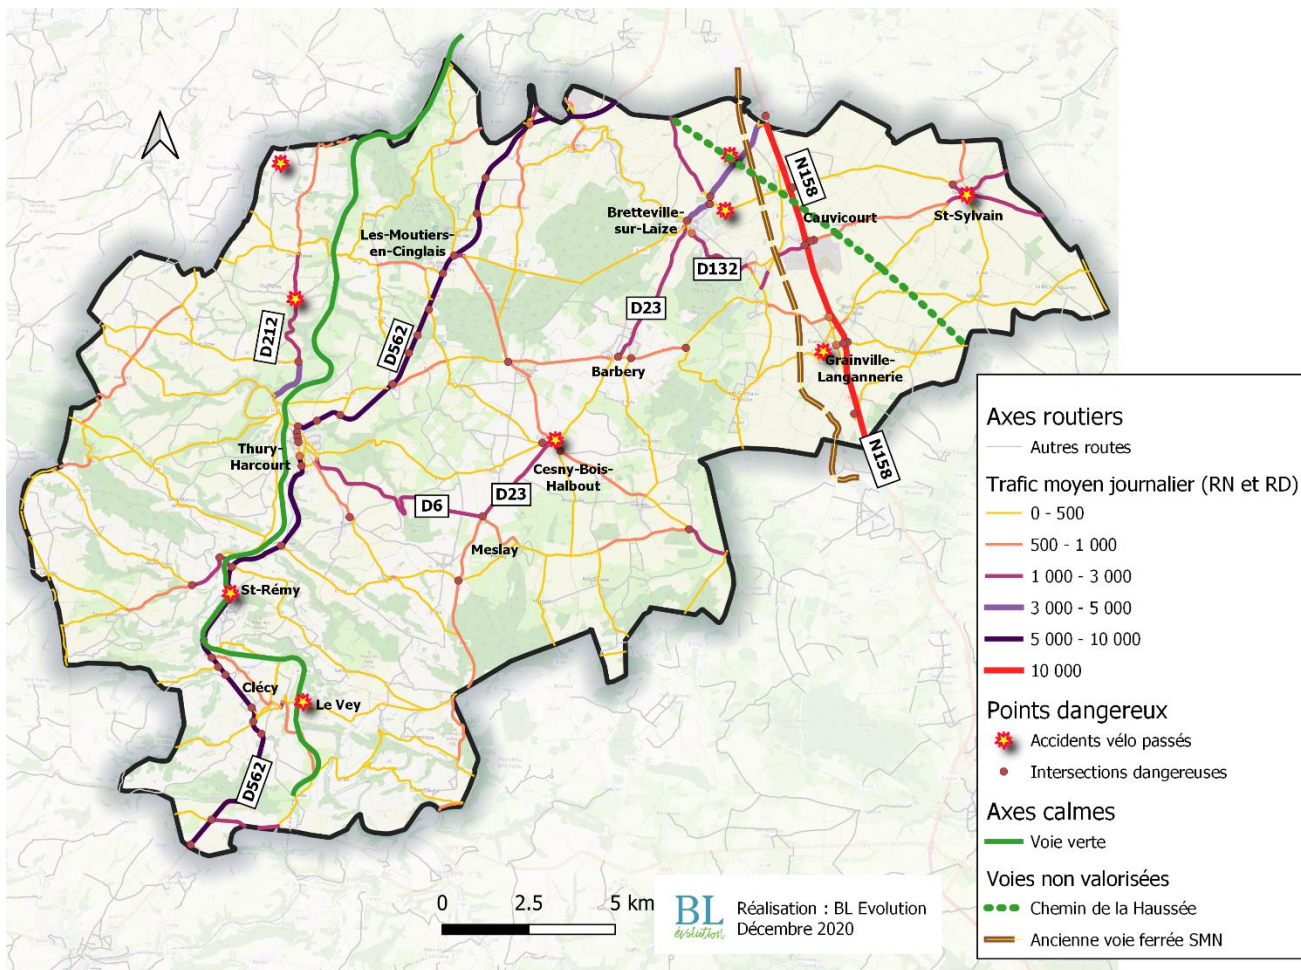 N158
Bretteville-
sur-Laize
Cauvicourt
St-Sylvain
Les-Moutiers-
en-Cinglais
D132
D23
D212
D562
Barbery
Grainville-
Langannerie
Thury-
Harcourt
Cesny-Bois-
Halbout
N158
D6
D23
Meslay
St-Rémy
Clécy
Le Vey
D562
0 2.5 5 km
BL
évolution
Réalisation : BL Evolution
Décembre 2020
Axes routiers
Autres routes
Trafic moyen journalier (RN et RD)
0 - 500
500 - 1 000
1 000 - 3 000
3 000 - 5 000
5 000 - 10 000
10 000
Points dangereux
Accidents vélo passés
Intersections dangereuses
Axes calmes
Voie verte
Voies non valorisées
Chemin de la Haussée
Ancienne voie ferrée SMN